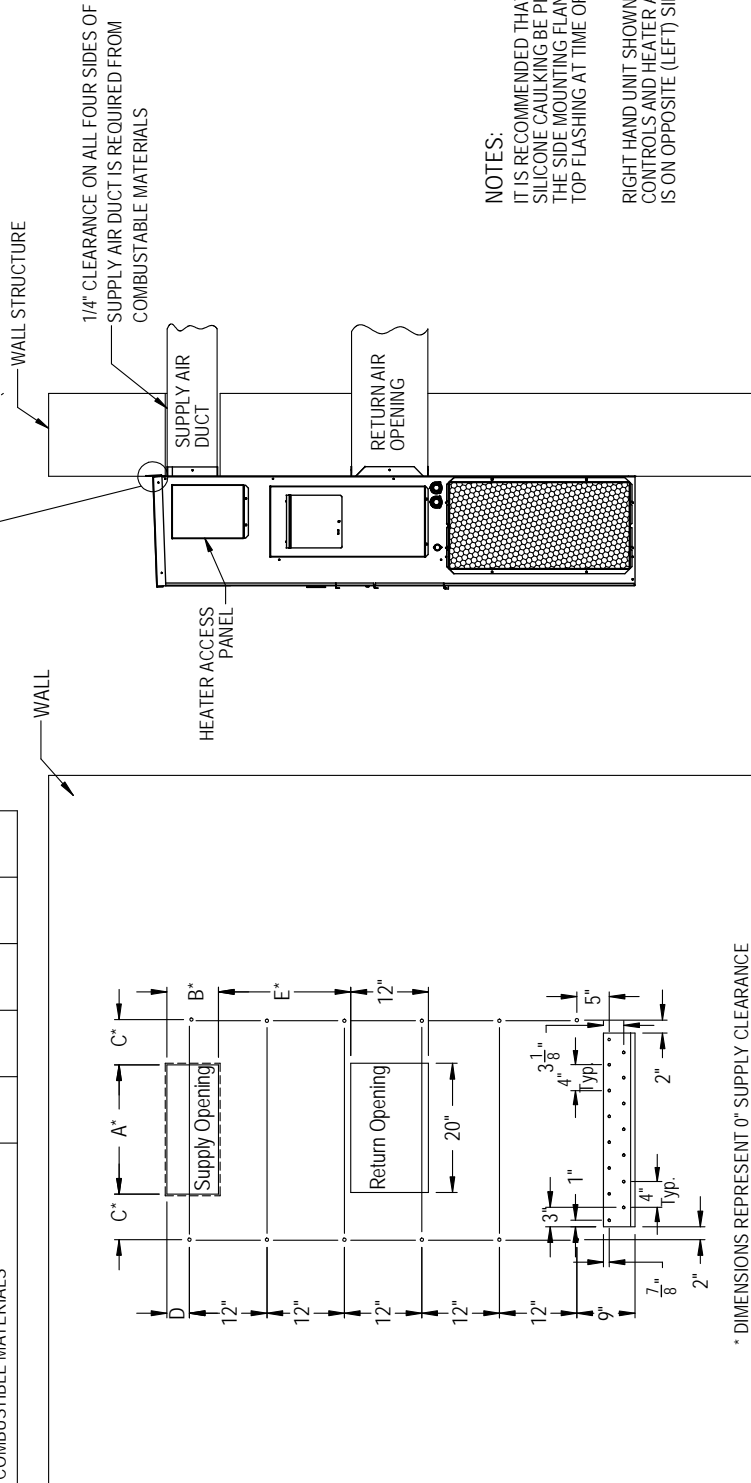 COMBUSTIBLE MATERIALS
WALL
C*
A*
C*
D
B*
Supply Opening
12"
E*
12"
12"
Return Opening
12"
12"
20"
12"
12"
9"
7/8"
2"
3"
1"
4"
Typ.
4"
Typ.
3 1/8"
5"
2"
* DIMENSIONS REPRESENT 0" SUPPLY CLEARANCE
WALL STRUCTURE
1/4" CLEARANCE ON ALL FOUR SIDES OF
SUPPLY AIR DUCT IS REQUIRED FROM
COMBUSTABLE MATERIALS
SUPPLY AIR
DUCT
RETURN AIR
OPENING
HEATER ACCESS
PANEL
NOTES:
IT IS RECOMMENDED THA
SILICONE CAULKING BE P
THE SIDE MOUNTING FLAN
TOP FLASHING AT TIME OF
RIGHT HAND UNIT SHOWN
CONTROLS AND HEATER A
IS ON OPPOSITE (LEFT) SI